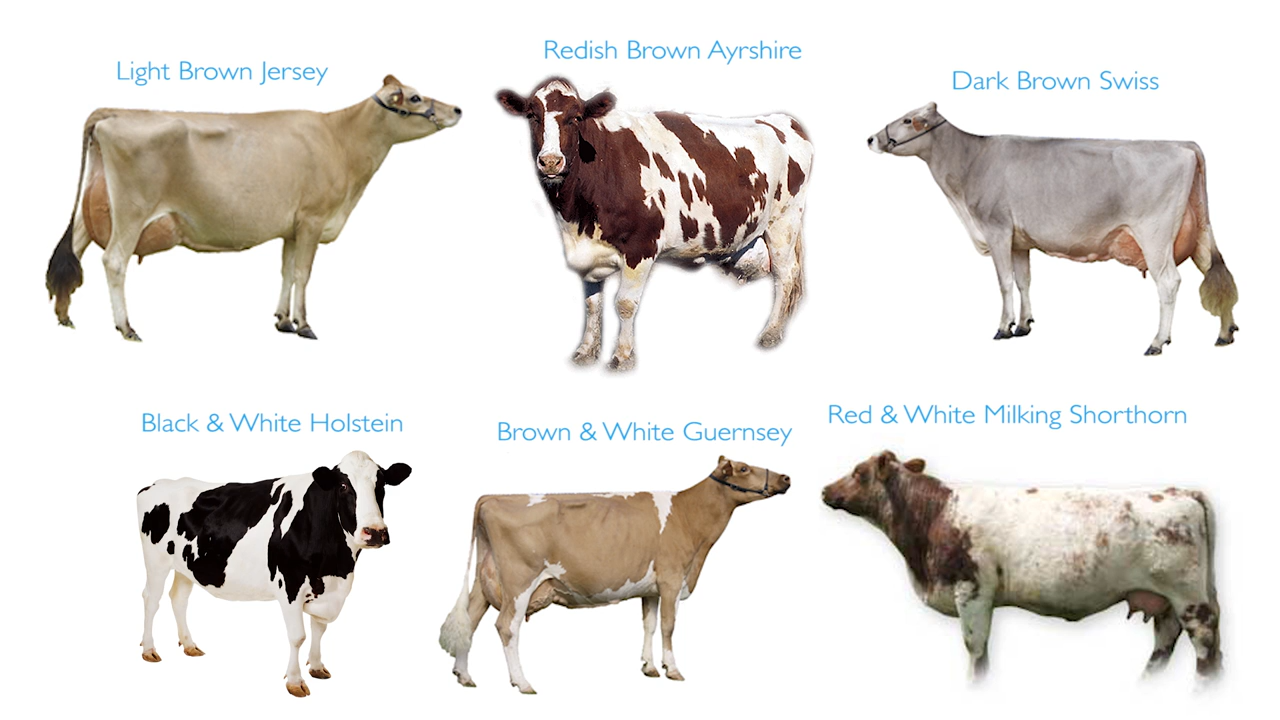 Light Brown Jersey
Redish Brown Ayrshire
Dark Brown Swiss
Black & White Holstein
Brown & White Guernsey
Red & White Milking Shorthorn